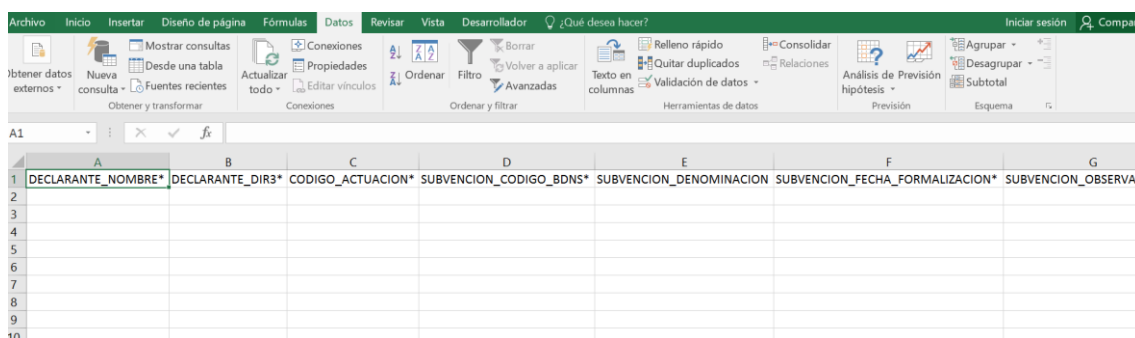 Archivo Inicio Insertar Diseño de página Fórmulas Datos Revisar Vista Desarrollador ¿Qué desea hacer? Iniciar sesión Compar
Obtener datos externos
Nueva consulta
Mostrar consultas
Desde una tabla
Fuentes recientes
Obtener y transformar
Actualizar todo
Conexiones
Propiedades
Editar vínculos
Conexiones
Ordenar
Filtro
Borrar
Volver a aplicar
Avanzadas
Ordenar y filtrar
Texto en columnas
Relleno rápido
Quitar duplicados
Validación de datos
Consolidar
Relaciones
Herramientas de datos
Análisis de hipótesis
Previsión
Previsión
Agrupar
Desagrupar
Subtotal
Esquema
A1 fx
A B C D E F G
1 DECLARANTE_NOMBRE* DECLARANTE_DIR3* CODIGO_ACTUACION* SUBVENCION_CODIGO_BDNS* SUBVENCION_DENOMINACION SUBVENCION_FECHA_FORMALIZACION* SUBVENCION_OBSERVA
2
3
4
5
6
7
8
9
10